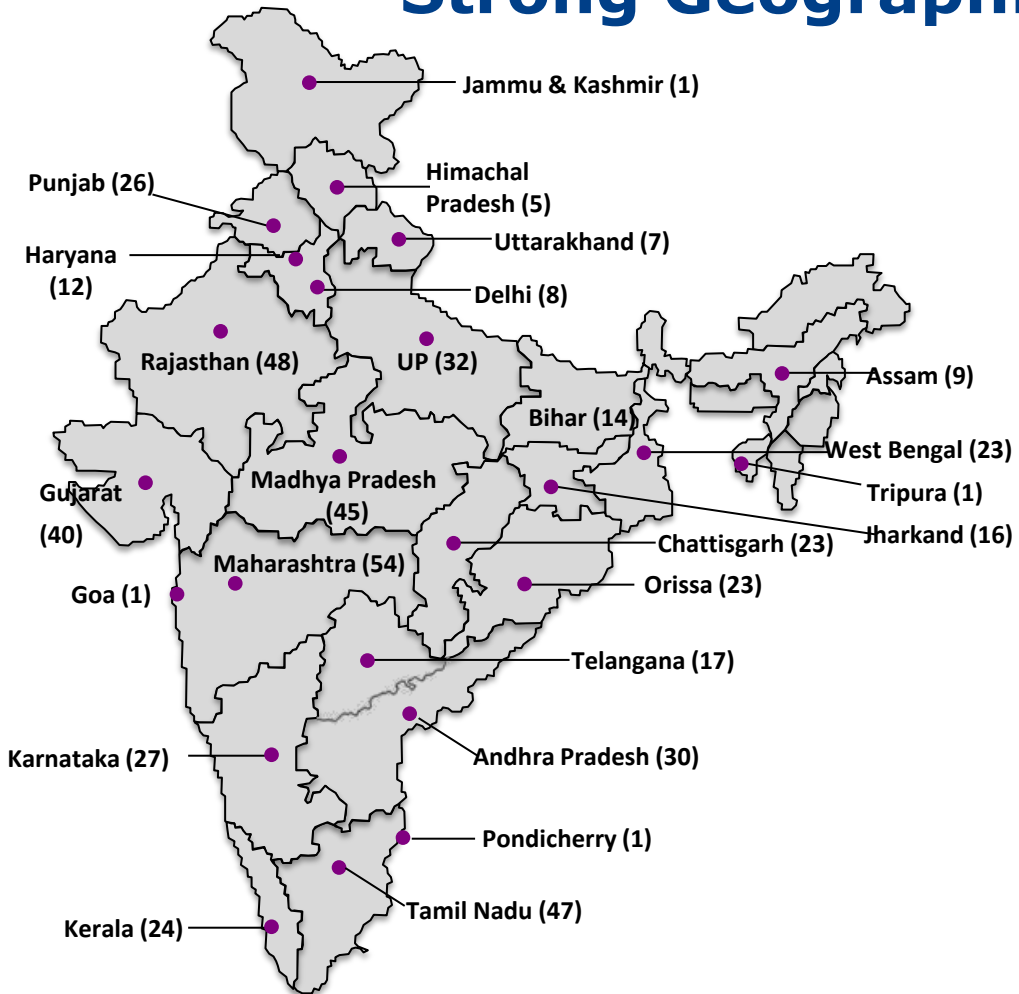 Strong Geographi
Jammu & Kashmir (1)
Himachal
Pradesh (5)
Punjab (26)
Uttarakhand (7)
Haryana
(12)
Delhi (8)
Rajasthan (48)
UP (32)
Assam (9)
Bihar (14)
West Bengal (23)
Madhya Pradesh
(45)
Gujarat
(40)
Tripura (1)
Jharkand (16)
Chattisgarh (23)
Maharashtra (54)
Orissa (23)
Goa (1)
Telangana (17)
Karnataka (27)
Andhra Pradesh (30)
Pondicherry (1)
Tamil Nadu (47)
Kerala (24)